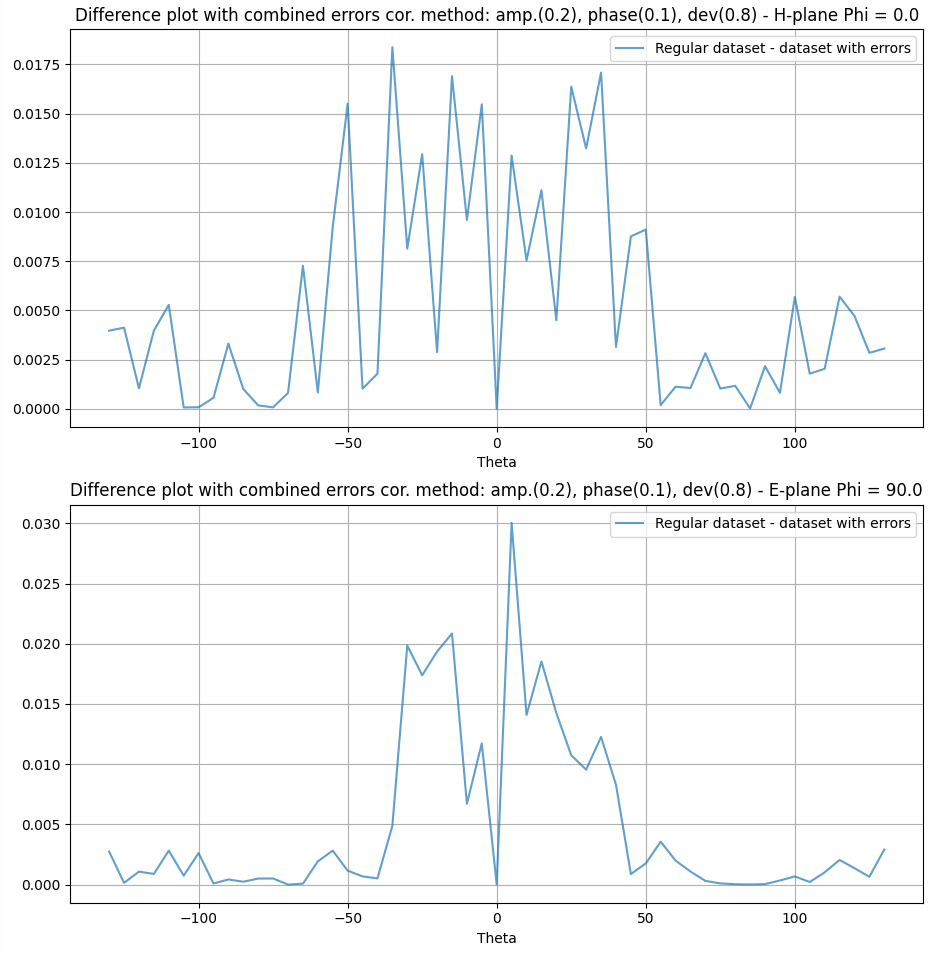 Difference plot with combined errors cor. method: amp.(0.2), phase(0.1), dev(0.8) - H-plane Phi = 0.0
Regular dataset - dataset with errors
0.0175
0.0150
0.0125
0.0100
0.0075
0.0050
0.0025
0.0000
−100 −50 0 50 100
Theta
Difference plot with combined errors cor. method: amp.(0.2), phase(0.1), dev(0.8) - E-plane Phi = 90.0
Regular dataset - dataset with errors
0.030
0.025
0.020
0.015
0.010
0.005
0.000
−100 −50 0 50 100
Theta